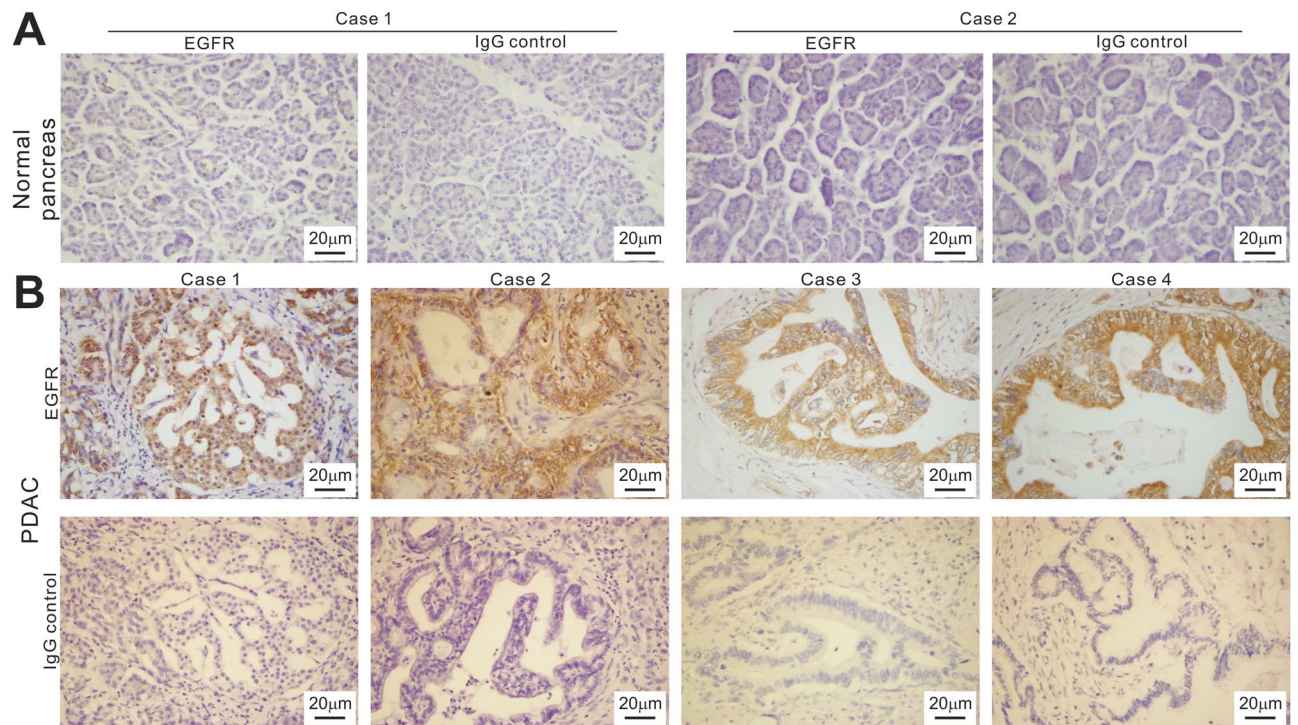 A
Case 1
Case 2
EGFR
IgG control
EGFR
IgG control
Normal
pancreas
20μm
20μm
20μm
20μm
B
Case 1
Case 2
Case 3
Case 4
PDAC
EGFR
20μm
20μm
20μm
20μm
IgG control
20μm
20μm
20μm
20μm